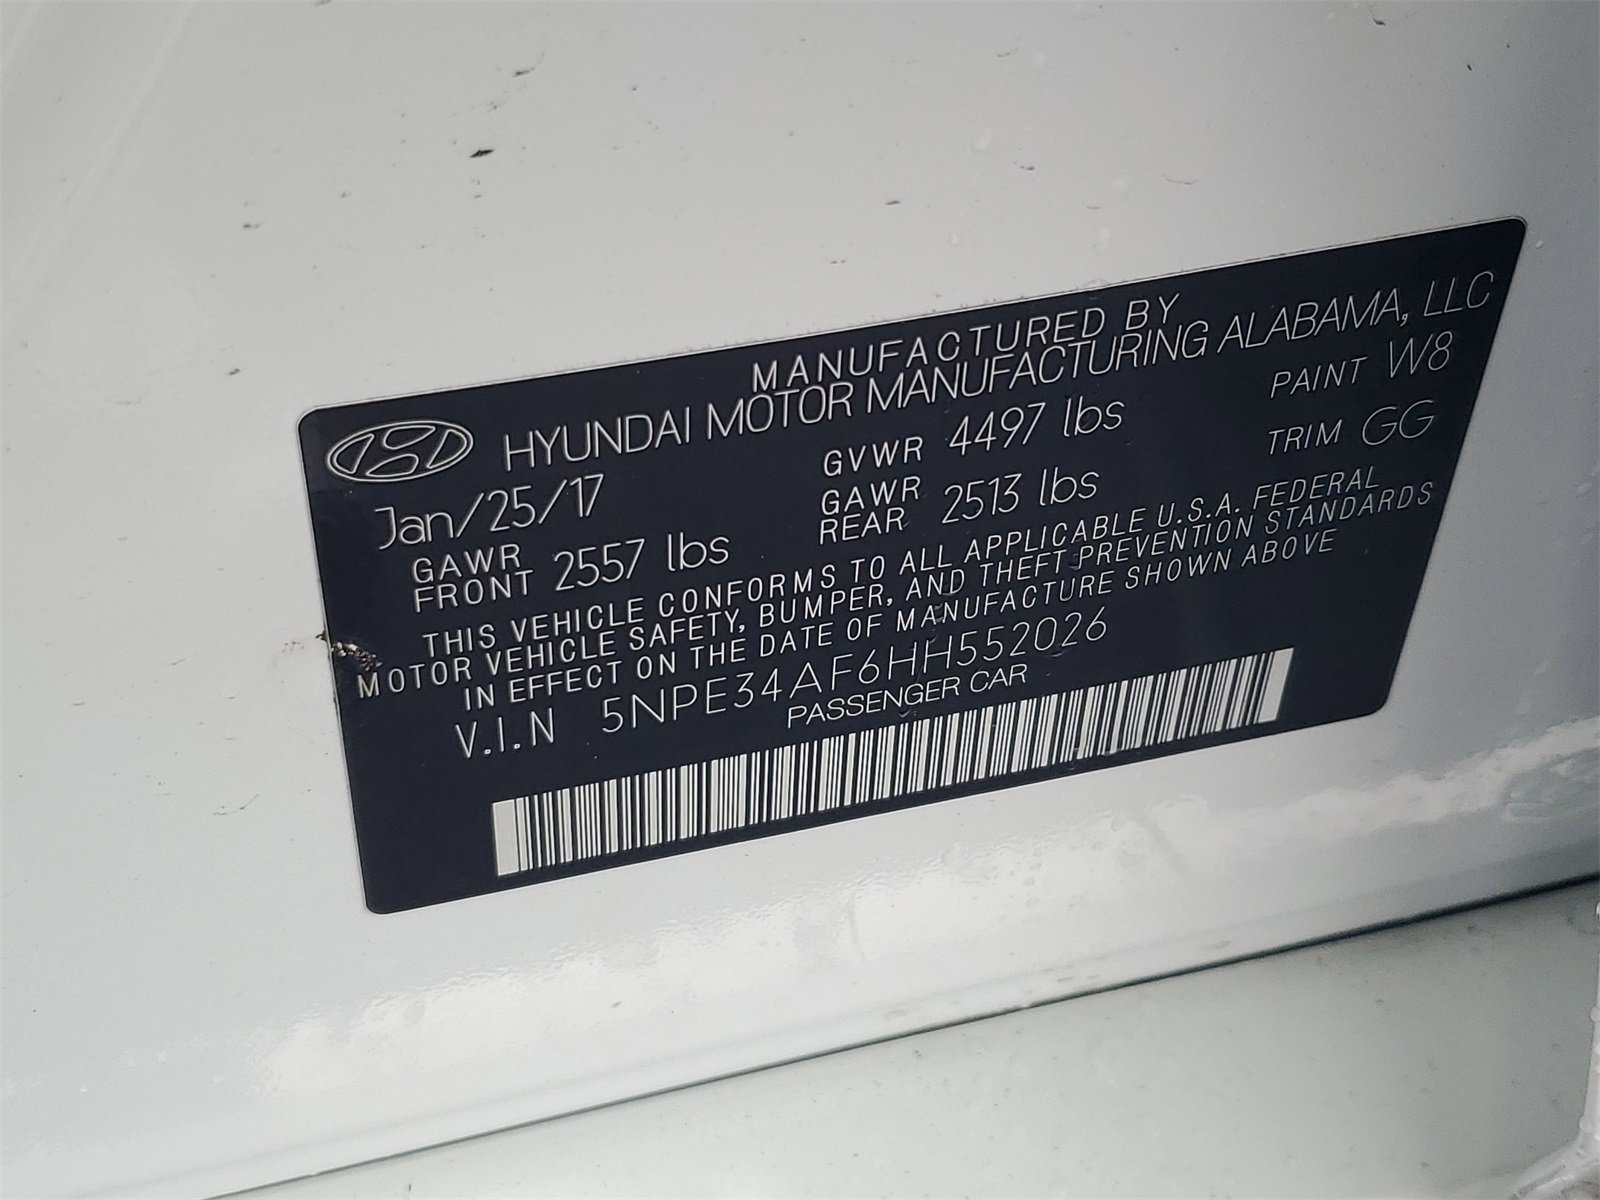 MANUFACTURED BY
HYUNDAI MOTOR MANUFACTURING ALABAMA, LLC
Jan/25/17 GVWR 4497 lbs PAINT W8
GAWR FRONT 2557 lbs GAWR REAR 2513 lbs TRIM GG
THIS VEHICLE CONFORMS TO ALL APPLICABLE U.S.A. FEDERAL
MOTOR VEHICLE SAFETY, BUMPER, AND THEFT PREVENTION STANDARDS
IN EFFECT ON THE DATE OF MANUFACTURE SHOWN ABOVE
V.I.N 5NPE34AF6HH552026
PASSENGER CAR